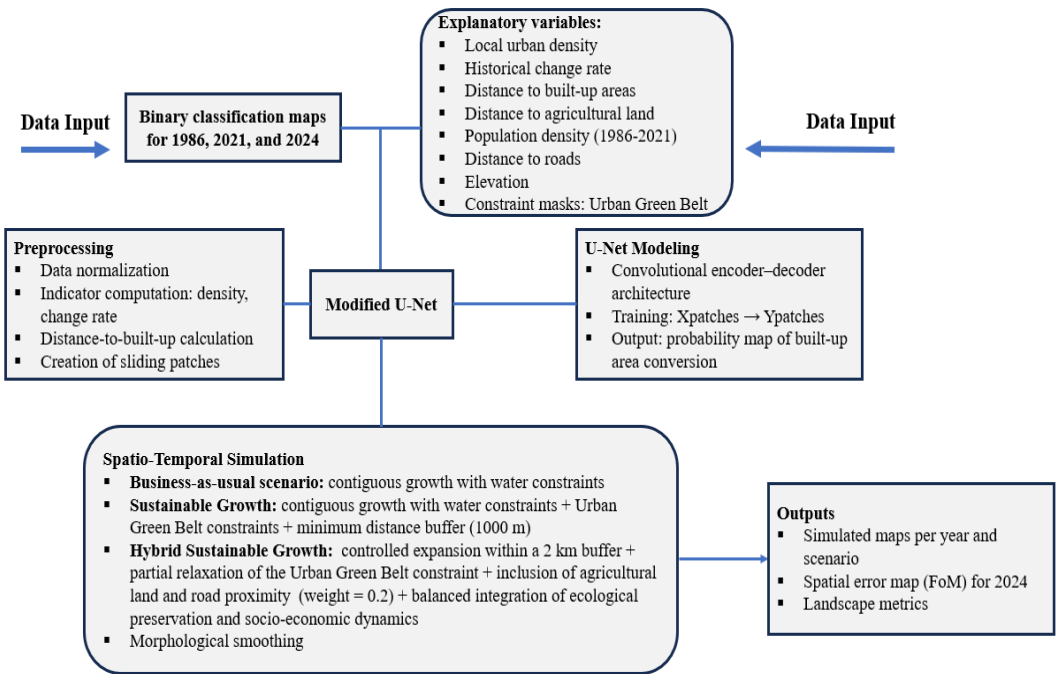 Data Input
Binary classification maps
for 1986, 2021, and 2024
Explanatory variables:
▪ Local urban density
▪ Historical change rate
▪ Distance to built-up areas
▪ Distance to agricultural land
▪ Population density (1986-2021)
▪ Distance to roads
▪ Elevation
▪ Constraint masks: Urban Green Belt
Data Input
Preprocessing
▪ Data normalization
▪ Indicator computation: density,
change rate
▪ Distance-to-built-up calculation
▪ Creation of sliding patches
Modified U-Net
U-Net Modeling
▪ Convolutional encoder–decoder
architecture
▪ Training: Xpatches → Ypatches
▪ Output: probability map of built-up
area conversion
Spatio-Temporal Simulation
▪ Business-as-usual scenario: contiguous growth with water constraints
▪ Sustainable Growth: contiguous growth with water constraints + Urban
Green Belt constraints + minimum distance buffer (1000 m)
▪ Hybrid Sustainable Growth: controlled expansion within a 2 km buffer +
partial relaxation of the Urban Green Belt constraint + inclusion of agricultural
land and road proximity (weight = 0.2) + balanced integration of ecological
preservation and socio-economic dynamics
▪ Morphological smoothing
Outputs
▪ Simulated maps per year and
scenario
▪ Spatial error map (FoM) for 2024
▪ Landscape metrics